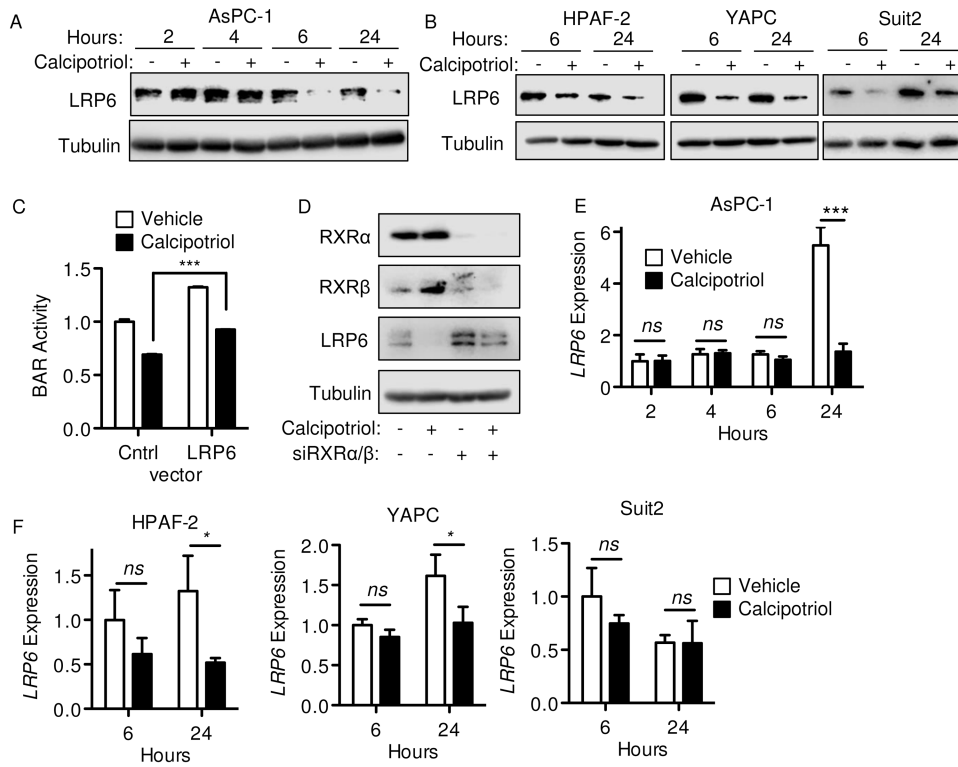 A
AsPC-1
Hours: 2 4 6 24
Calcipotriol: - + - + - + - +
LRP6
Tubulin
B
HPAF-2 YAPC Suit2
Hours: 6 24 6 24 6 24
Calcipotriol: - + - + - + - + - + - +
LRP6
Tubulin
C
Vehicle
Calcipotriol
***
BAR Activity
1.5
1.0
0.5
0.0
Cntrl LRP6
vector
D
RXRα
RXRβ
LRP6
Tubulin
Calcipotriol: - + - +
siRXRα/β: - - + +
E
AsPC-1
***
Vehicle
Calcipotriol
ns ns ns
LRP6 Expression
6
4
2
0
2 4 6 24
Hours
F
HPAF-2
ns *
LRP6 Expression
1.5
1.0
0.5
0.0
6 24
Hours
YAPC
ns *
LRP6 Expression
2.0
1.5
1.0
0.5
0.0
6 24
Hours
Suit2
ns ns
LRP6 Expression
1.5
1.0
0.5
0.0
6 24
Hours
Vehicle
Calcipotriol